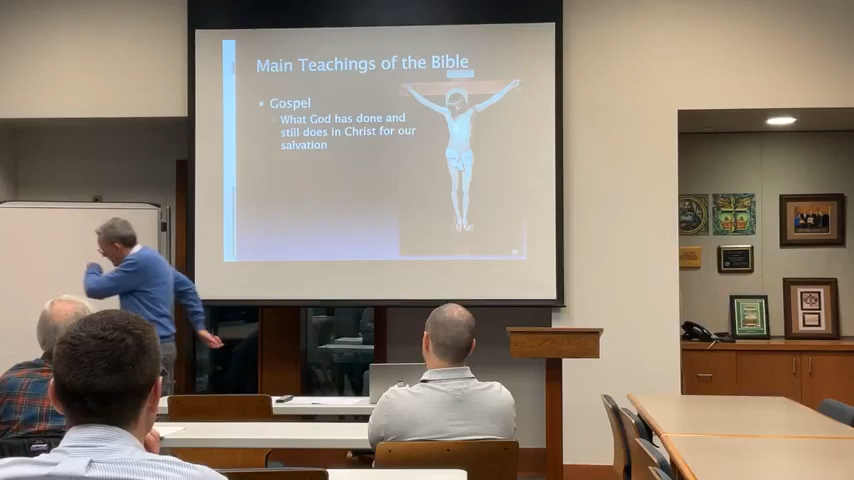 Main Teachings of the Bible
• Gospel
What God has done and
still does in Christ for our
salvation